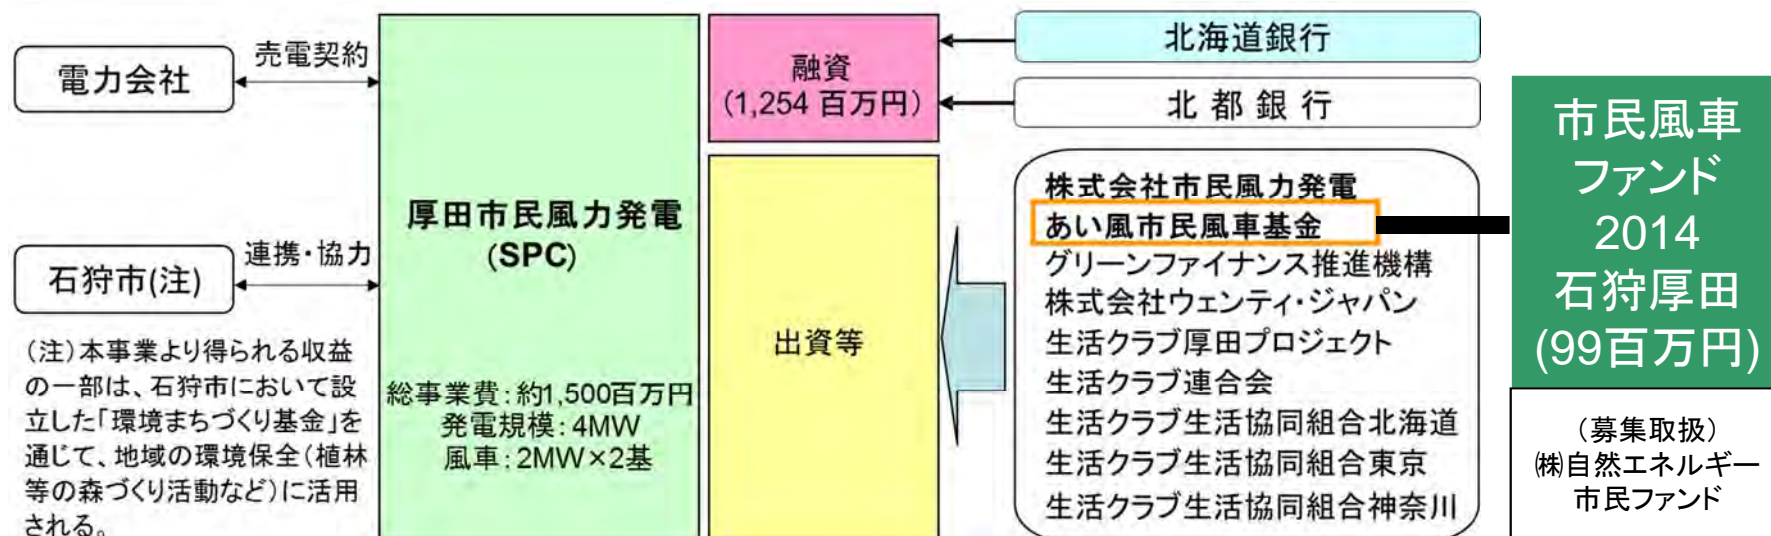 電力会社
売電契約
石狩市(注)
連携・協力
（注）本事業より得られる収益
の一部は、石狩市において設
立した「環境まちづくり基金」を
通じて、地域の環境保全（植林
等の森づくり活動など）に活用
される。
厚田市民風力発電
(SPC)
総事業費：約1,500百万円
発電規模：4MW
風車：2MW×2基
融資
（1,254 百万円）
出資等
北海道銀行
北 都 銀 行
株式会社市民風力発電
あい風市民風車基金
グリーンファイナンス推進機構
株式会社ウェンティ・ジャパン
生活クラブ厚田プロジェクト
生活クラブ連合会
生活クラブ生活協同組合北海道
生活クラブ生活協同組合東京
生活クラブ生活協同組合神奈川
市民風車
ファンド
2014
石狩厚田
(99百万円)
（募集取扱）
㈱自然エネルギー
市民ファンド